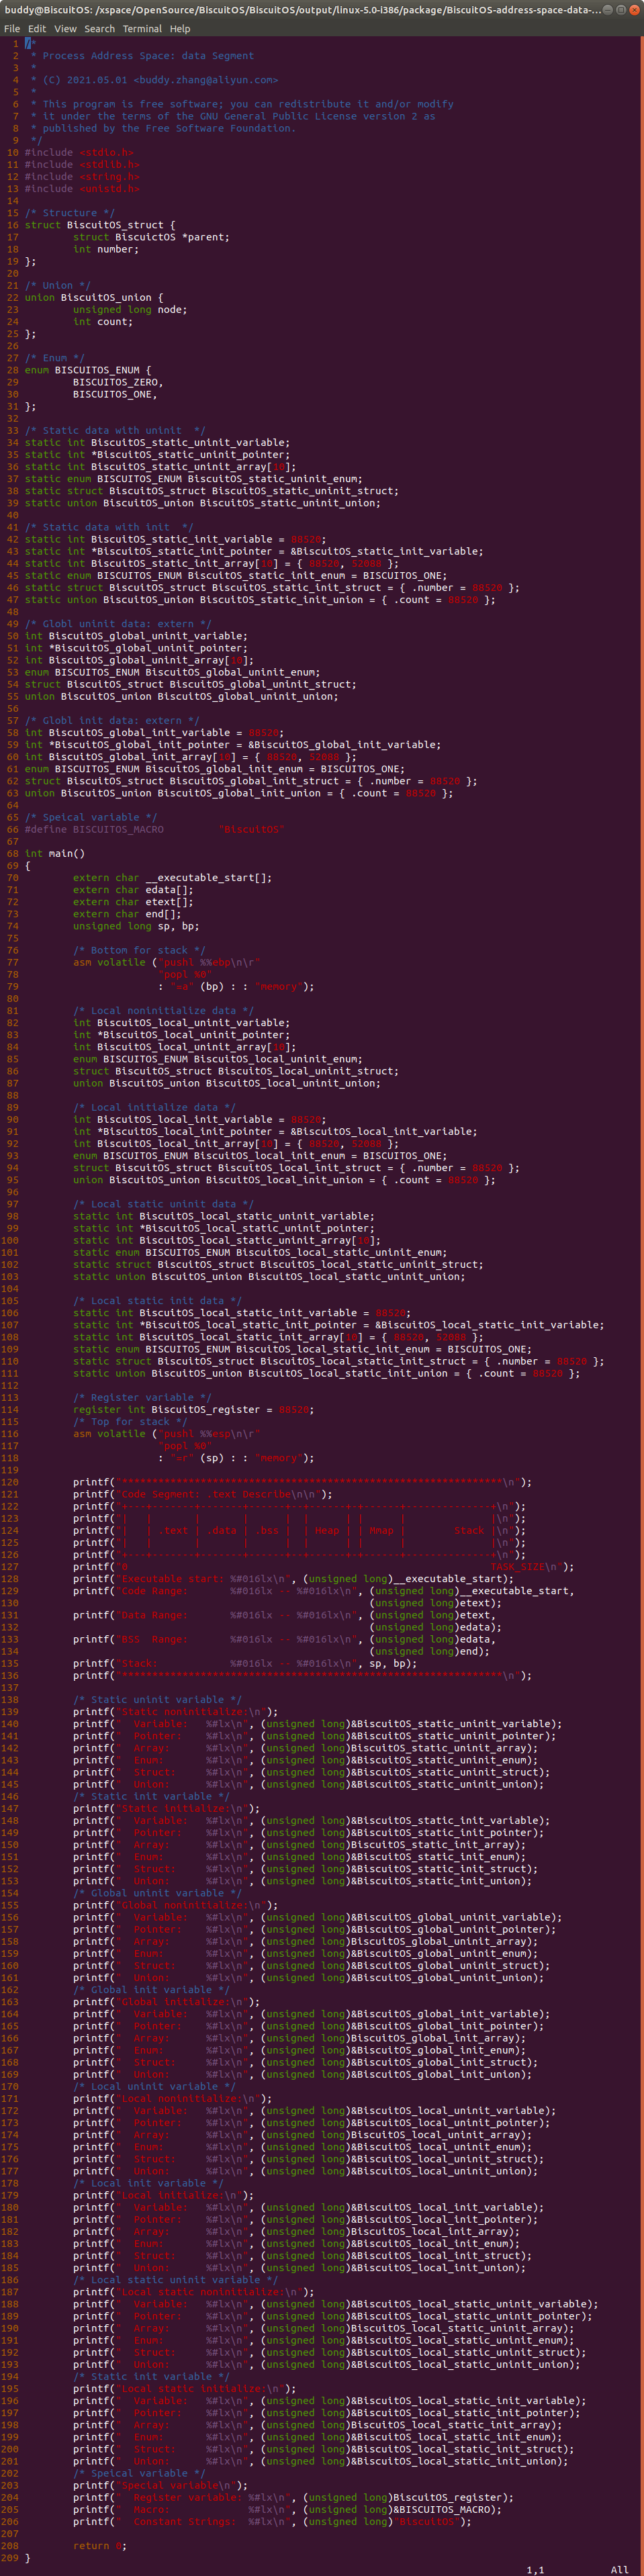 buddy@BiscuitOS: /xspace/OpenSource/BiscuitOS/BiscuitOS/output/linux-5.0-i386/package/BiscuitOS-address-space-data-...
File Edit View Search Terminal Help
1 /*
2  * Process Address Space: data Segment
3  *
4  * (C) 2021.05.01 <buddy.zhang@aliyun.com>
5  *
6  * This program is free software; you can redistribute it and/or modify
7  * it under the terms of the GNU General Public License version 2 as
8  * published by the Free Software Foundation.
9  */
10 #include <stdio.h>
11 #include <stdlib.h>
12 #include <string.h>
13 #include <unistd.h>
14
15 /* Structure */
16 struct BiscuitOS_struct {
17         struct BiscuictOS *parent;
18         int number;
19 };
20
21 /* Union */
22 union BiscuitOS_union {
23         unsigned long node;
24         int count;
25 };
26
27 /* Enum */
28 enum BISCUITOS_ENUM {
29         BISCUITOS_ZERO,
30         BISCUITOS_ONE,
31 };
32
33 /* Static data with uninit  */
34 static int BiscuitOS_static_uninit_variable;
35 static int *BiscuitOS_static_uninit_pointer;
36 static int BiscuitOS_static_uninit_array[10];
37 static enum BISCUITOS_ENUM BiscuitOS_static_uninit_enum;
38 static struct BiscuitOS_struct BiscuitOS_static_uninit_struct;
39 static union BiscuitOS_union BiscuitOS_static_uninit_union;
40
41 /* Static data with init  */
42 static int BiscuitOS_static_init_variable = 88520;
43 static int *BiscuitOS_static_init_pointer = &BiscuitOS_static_init_variable;
44 static int BiscuitOS_static_init_array[10] = { 88520, 52088 };
45 static enum BISCUITOS_ENUM BiscuitOS_static_init_enum = BISCUITOS_ONE;
46 static struct BiscuitOS_struct BiscuitOS_static_init_struct = { .number = 88520 };
47 static union BiscuitOS_union BiscuitOS_static_init_union = { .count = 88520 };
48
49 /* Globl uninit data: extern */
50 int BiscuitOS_global_uninit_variable;
51 int *BiscuitOS_global_uninit_pointer;
52 int BiscuitOS_global_uninit_array[10];
53 enum BISCUITOS_ENUM BiscuitOS_global_uninit_enum;
54 struct BiscuitOS_struct BiscuitOS_global_uninit_struct;
55 union BiscuitOS_union BiscuitOS_global_uninit_union;
56
57 /* Globl init data: extern */
58 int BiscuitOS_global_init_variable = 88520;
59 int *BiscuitOS_global_init_pointer = &BiscuitOS_global_init_variable;
60 int BiscuitOS_global_init_array[10] = { 88520, 52088 };
61 enum BISCUITOS_ENUM BiscuitOS_global_init_enum = BISCUITOS_ONE;
62 struct BiscuitOS_struct BiscuitOS_global_init_struct = { .number = 88520 };
63 union BiscuitOS_union BiscuitOS_global_init_union = { .count = 88520 };
64
65 /* Speical variable */
66 #define BISCUITOS_MACRO         "BiscuitOS"
67
68 int main()
69 {
70         extern char __executable_start[];
71         extern char edata[];
72         extern char etext[];
73         extern char end[];
74         unsigned long sp, bp;
75
76         /* Bottom for stack */
77         asm volatile ("pushl %%ebp\n\r"
78                       "popl %0"
79                       : "=a" (bp) : : "memory");
80
81         /* Local noninitialize data */
82         int BiscuitOS_local_uninit_variable;
83         int *BiscuitOS_local_uninit_pointer;
84         int BiscuitOS_local_uninit_array[10];
85         enum BISCUITOS_ENUM BiscuitOS_local_uninit_enum;
86         struct BiscuitOS_struct BiscuitOS_local_uninit_struct;
87         union BiscuitOS_union BiscuitOS_local_uninit_union;
88
89         /* Local initialize data */
90         int BiscuitOS_local_init_variable = 88520;
91         int *BiscuitOS_local_init_pointer = &BiscuitOS_local_init_variable;
92         int BiscuitOS_local_init_array[10] = { 86520, 52088 };
93         enum BISCUITOS_ENUM BiscuitOS_local_init_enum = BISCUITOS_ONE;
94         struct BiscuitOS_struct BiscuitOS_local_init_struct = { .number = 88520 };
95         union BiscuitOS_union BiscuitOS_local_init_union = { .count = 88520 };
96
97         /* Local static uninit data */
98         static int BiscuitOS_local_static_uninit_variable;
99         static int *BiscuitOS_local_static_uninit_pointer;
100         static int BiscuitOS_local_static_uninit_array[10];
101         static enum BISCUITOS_ENUM BiscuitOS_local_static_uninit_enum;
102         static struct BiscuitOS_struct BiscuitOS_local_static_uninit_struct;
103         static union BiscuitOS_union BiscuitOS_local_static_uninit_union;
104
105         /* Local static init data */
106         static int BiscuitOS_local_static_init_variable = 88520;
107         static int *BiscuitOS_local_static_init_pointer = &BiscuitOS_local_static_init_variable;
108         static int BiscuitOS_local_static_init_array[10] = { 88520, 52088 };
109         static enum BISCUITOS_ENUM BiscuitOS_local_static_init_enum = BISCUITOS_ONE;
110         static struct BiscuitOS_struct BiscuitOS_local_static_init_struct = { .number = 88520 };
111         static union BiscuitOS_union BiscuitOS_local_static_init_union = { .count = 88520 };
112
113         /* Register variable */
114         register int BiscuitOS_register = 88520;
115         /* Top for stack */
116         asm volatile ("pushl %%esp\n\r"
117                       "popl %0"
118                       : "=r" (sp) : : "memory");
119
120         printf("***************************************************************\n");
121         printf("Code Segment: .text Describe\n\n");
122         printf("+---+-------+-------+------+--+------+-+------+--------------+\n");
123         printf("|   |       |       |      |  |      | |      |              |\n");
124         printf("|   | .text | .data | .bss |  | Heap | | Mmap |        Stack |\n");
125         printf("|   |       |       |      |  |      | |      |              |\n");
126         printf("+---+-------+-------+------+--+------+-+------+--------------+\n");
127         printf("0                                                            TASK_SIZE\n");
128         printf("Executable start: %#016lx\n", (unsigned long)__executable_start);
129         printf("Code Range:       %#016lx -- %#016lx\n", (unsigned long)__executable_start,
130                                                          (unsigned long)etext);
131         printf("Data Range:       %#016lx -- %#016lx\n", (unsigned long)etext,
132                                                          (unsigned long)edata);
133         printf("BSS  Range:       %#016lx -- %#016lx\n", (unsigned long)edata,
134                                                          (unsigned long)end);
135         printf("Stack:            %#016lx -- %#016lx\n", sp, bp);
136         printf("***************************************************************\n");
137
138         /* Static uninit variable */
139         printf("Static noninitialize:\n");
140         printf("  Variable:   %#lx\n", (unsigned long)&BiscuitOS_static_uninit_variable);
141         printf("  Pointer:    %#lx\n", (unsigned long)&BiscuitOS_static_uninit_pointer);
142         printf("  Array:      %#lx\n", (unsigned long)BiscuitOS_static_uninit_array);
143         printf("  Enum:       %#lx\n", (unsigned long)&BiscuitOS_static_uninit_enum);
144         printf("  Struct:     %#lx\n", (unsigned long)&BiscuitOS_static_uninit_struct);
145         printf("  Union:      %#lx\n", (unsigned long)&BiscuitOS_static_uninit_union);
146         /* Static init variable */
147         printf("Static initialize:\n");
148         printf("  Variable:   %#lx\n", (unsigned long)&BiscuitOS_static_init_variable);
149         printf("  Pointer:    %#lx\n", (unsigned long)&BiscuitOS_static_init_pointer);
150         printf("  Array:      %#lx\n", (unsigned long)BiscuitOS_static_init_array);
151         printf("  Enum:       %#lx\n", (unsigned long)&BiscuitOS_static_init_enum);
152         printf("  Struct:     %#lx\n", (unsigned long)&BiscuitOS_static_init_struct);
153         printf("  Union:      %#lx\n", (unsigned long)&BiscuitOS_static_init_union);
154         /* Global uninit variable */
155         printf("Global noninitialize:\n");
156         printf("  Variable:   %#lx\n", (unsigned long)&BiscuitOS_global_uninit_variable);
157         printf("  Pointer:    %#lx\n", (unsigned long)&BiscuitOS_global_uninit_pointer);
158         printf("  Array:      %#lx\n", (unsigned long)BiscuitOS_global_uninit_array);
159         printf("  Enum:       %#lx\n", (unsigned long)&BiscuitOS_global_uninit_enum);
160         printf("  Struct:     %#lx\n", (unsigned long)&BiscuitOS_global_uninit_struct);
161         printf("  Union:      %#lx\n", (unsigned long)&BiscuitOS_global_uninit_union);
162         /* Global init variable */
163         printf("Global initialize:\n");
164         printf("  Variable:   %#lx\n", (unsigned long)&BiscuitOS_global_init_variable);
165         printf("  Pointer:    %#lx\n", (unsigned long)&BiscuitOS_global_init_pointer);
166         printf("  Array:      %#lx\n", (unsigned long)BiscuitOS_global_init_array);
167         printf("  Enum:       %#lx\n", (unsigned long)&BiscuitOS_global_init_enum);
168         printf("  Struct:     %#lx\n", (unsigned long)&BiscuitOS_global_init_struct);
169         printf("  Union:      %#lx\n", (unsigned long)&BiscuitOS_global_init_union);
170         /* Local uninit variable */
171         printf("Local noninitialize:\n");
172         printf("  Variable:   %#lx\n", (unsigned long)&BiscuitOS_local_uninit_variable);
173         printf("  Pointer:    %#lx\n", (unsigned long)&BiscuitOS_local_uninit_pointer);
174         printf("  Array:      %#lx\n", (unsigned long)BiscuitOS_local_uninit_array);
175         printf("  Enum:       %#lx\n", (unsigned long)&BiscuitOS_local_uninit_enum);
176         printf("  Struct:     %#lx\n", (unsigned long)&BiscuitOS_local_uninit_struct);
177         printf("  Union:      %#lx\n", (unsigned long)&BiscuitOS_local_uninit_union);
178         /* Local init variable */
179         printf("Local initialize:\n");
180         printf("  Variable:   %#lx\n", (unsigned long)&BiscuitOS_local_init_variable);
181         printf("  Pointer:    %#lx\n", (unsigned long)&BiscuitOS_local_init_pointer);
182         printf("  Array:      %#lx\n", (unsigned long)BiscuitOS_local_init_array);
183         printf("  Enum:       %#lx\n", (unsigned long)&BiscuitOS_local_init_enum);
184         printf("  Struct:     %#lx\n", (unsigned long)&BiscuitOS_local_init_struct);
185         printf("  Union:      %#lx\n", (unsigned long)&BiscuitOS_local_init_union);
186         /* Local static uninit variable */
187         printf("Local static noninitialize:\n");
188         printf("  Variable:   %#lx\n", (unsigned long)&BiscuitOS_local_static_uninit_variable);
189         printf("  Pointer:    %#lx\n", (unsigned long)&BiscuitOS_local_static_uninit_pointer);
190         printf("  Array:      %#lx\n", (unsigned long)BiscuitOS_local_static_uninit_array);
191         printf("  Enum:       %#lx\n", (unsigned long)&BiscuitOS_local_static_uninit_enum);
192         printf("  Struct:     %#lx\n", (unsigned long)&BiscuitOS_local_static_uninit_struct);
193         printf("  Union:      %#lx\n", (unsigned long)&BiscuitOS_local_static_uninit_union);
194         /* Static init variable */
195         printf("Local static initialize:\n");
196         printf("  Variable:   %#lx\n", (unsigned long)&BiscuitOS_local_static_init_variable);
197         printf("  Pointer:    %#lx\n", (unsigned long)&BiscuitOS_local_static_init_pointer);
198         printf("  Array:      %#lx\n", (unsigned long)BiscuitOS_local_static_init_array);
199         printf("  Enum:       %#lx\n", (unsigned long)&BiscuitOS_local_static_init_enum);
200         printf("  Struct:     %#lx\n", (unsigned long)&BiscuitOS_local_static_init_struct);
201         printf("  Union:      %#lx\n", (unsigned long)&BiscuitOS_local_static_init_union);
202         /* Speical variable */
203         printf("Special variable\n");
204         printf("  Register variable: %#lx\n", (unsigned long)BiscuitOS_register);
205         printf("  Macro:             %#lx\n", (unsigned long)&BISCUITOS_MACRO);
206         printf("  Constant Strings:  %#lx\n", (unsigned long)"BiscuitOS");
207
208         return 0;
209 }
1,1 All